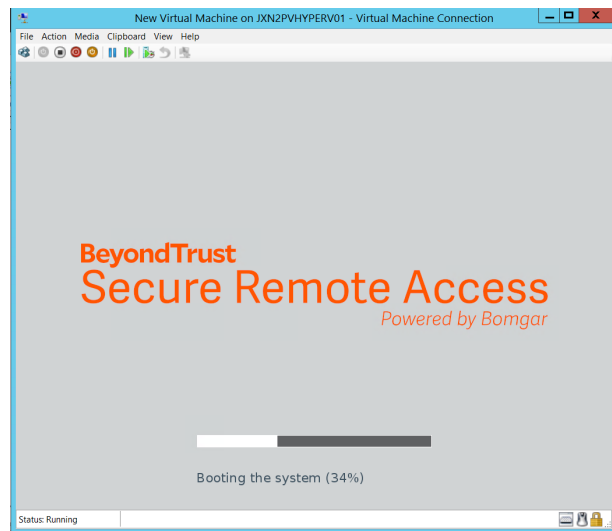 New Virtual Machine on JXN2PVHYPERV01 - Virtual Machine Connection
File Action Media Clipboard View Help
BeyondTrust
Secure Remote Access
Powered by Bomgar
Booting the system (34%)
Status: Running